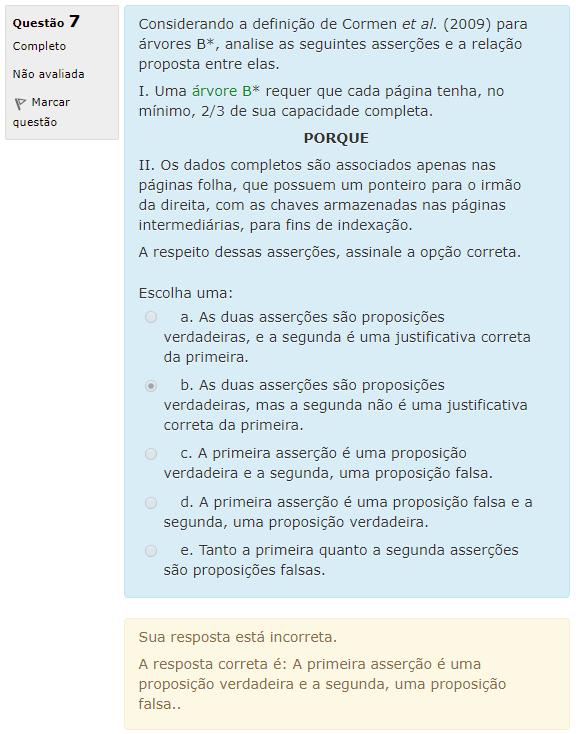 Questão 7
Completo
Não avaliada
Marcar
questão
Considerando a definição de Cormen et al. (2009) para
árvores B*, analise as seguintes asserções e a relação
proposta entre elas.
I. Uma árvore B* requer que cada página tenha, no
mínimo, 2/3 de sua capacidade completa.
PORQUE
II. Os dados completos são associados apenas nas
páginas folha, que possuem um ponteiro para o irmão
da direita, com as chaves armazenadas nas páginas
intermediárias, para fins de indexação.
A respeito dessas asserções, assinale a opção correta.
Escolha uma:
a. As duas asserções são proposições
verdadeiras, e a segunda é uma justificativa correta
da primeira.
b. As duas asserções são proposições
verdadeiras, mas a segunda não é uma justificativa
correta da primeira.
c. A primeira asserção é uma proposição
verdadeira e a segunda, uma proposição falsa.
d. A primeira asserção é uma proposição falsa e a
segunda, uma proposição verdadeira.
e. Tanto a primeira quanto a segunda asserções
são proposições falsas.
Sua resposta está incorreta.
A resposta correta é: A primeira asserção é uma
proposição verdadeira e a segunda, uma proposição
falsa..